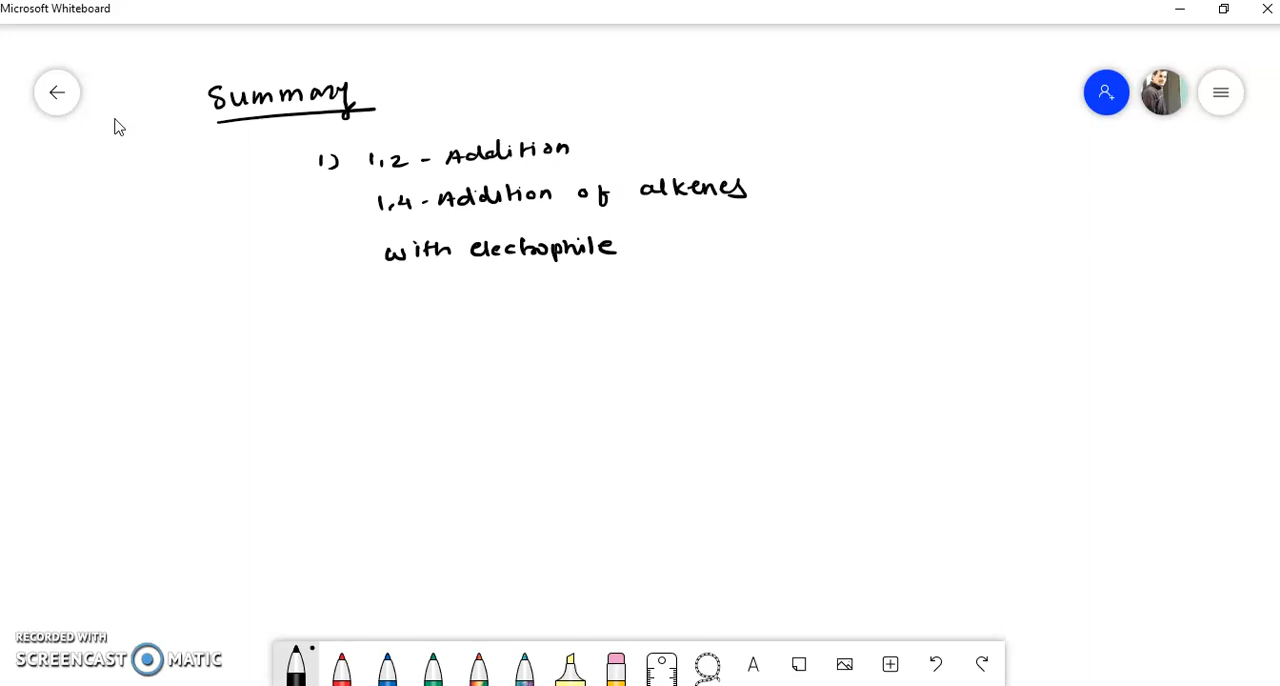 Microsoft Whiteboard
Summary
1) 1,2 - Addition
1,4 - Addition of alkenes
with electrophile
RECORDED WITH
SCREENCAST MATIC
A